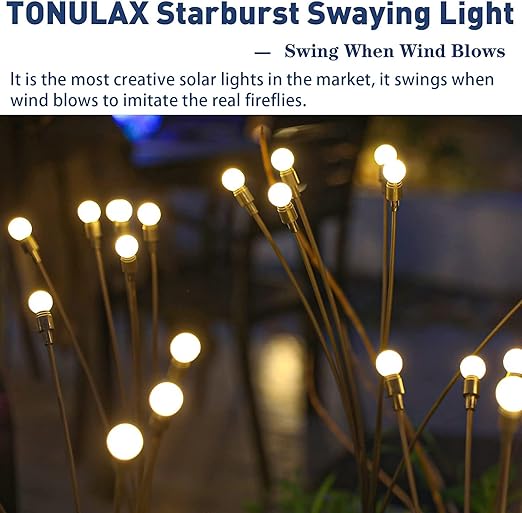 TONULAX Starburst Swaying Light
— Swing When Wind Blows
It is the most creative solar lights in the market, it swings when
wind blows to imitate the real fireflies.